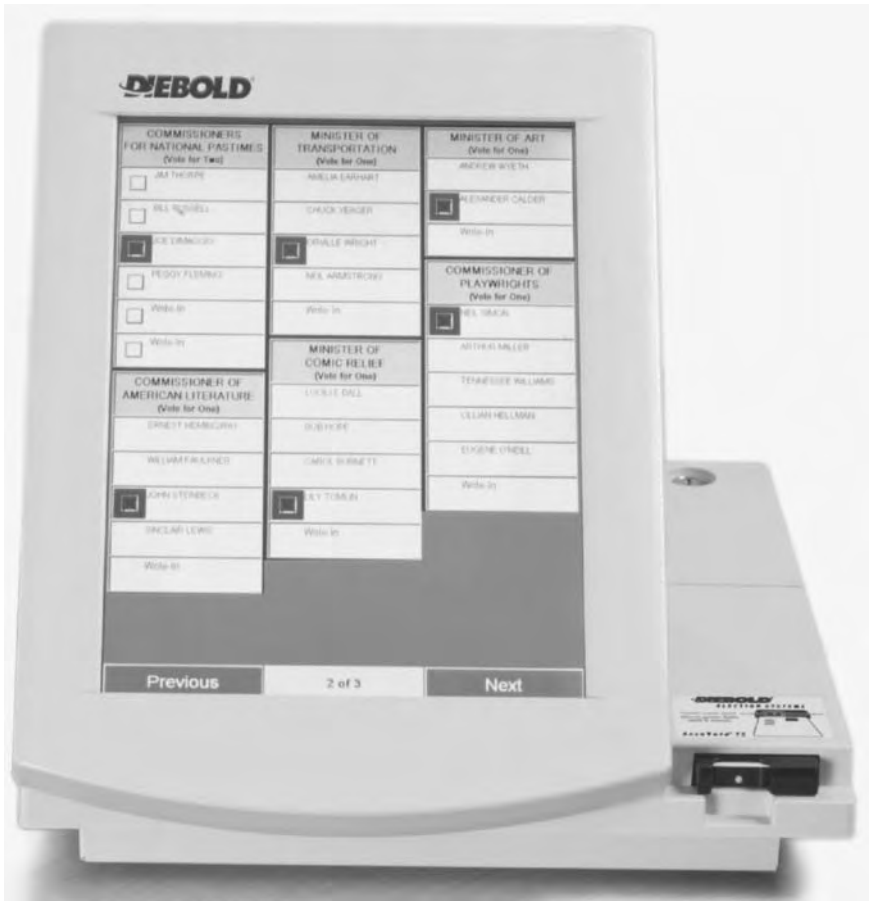 DIEBOLD
COMMISSIONERS
FOR NATIONAL PASTIMES
(Vote for Two)
JIM THORPE
BILL RUSSELL
JOE DIMAGGIO
PEGGY FLEMING
Write-In
Write-In
COMMISSIONER OF
AMERICAN LITERATURE
(Vote for One)
ERNEST HEMINGWAY
WILLIAM FAULKNER
JOHN STEINBECK
SINCLAIR LEWIS
Write-In
MINISTER OF
TRANSPORTATION
(Vote for One)
AMELIA EARHART
CHUCK YEAGER
ORVILLE WRIGHT
NEIL ARMSTRONG
Write-In
MINISTER OF
COMIC RELIEF
(Vote for One)
LUCILLE BALL
BOB HOPE
CAROL BURNETT
LILY TOMLIN
Write-In
MINISTER OF ART
(Vote for One)
ANDREW WYETH
ALEXANDER CALDER
Write-In
COMMISSIONER OF
PLAYWRIGHTS
(Vote for One)
NEIL SIMON
ARTHUR MILLER
TENNESSEE WILLIAMS
LILLIAN HELLMAN
EUGENE O'NEILL
Write-In
Previous
2 of 3
Next
DIEBOLD
ELECTION SYSTEMS
AccuVote TS